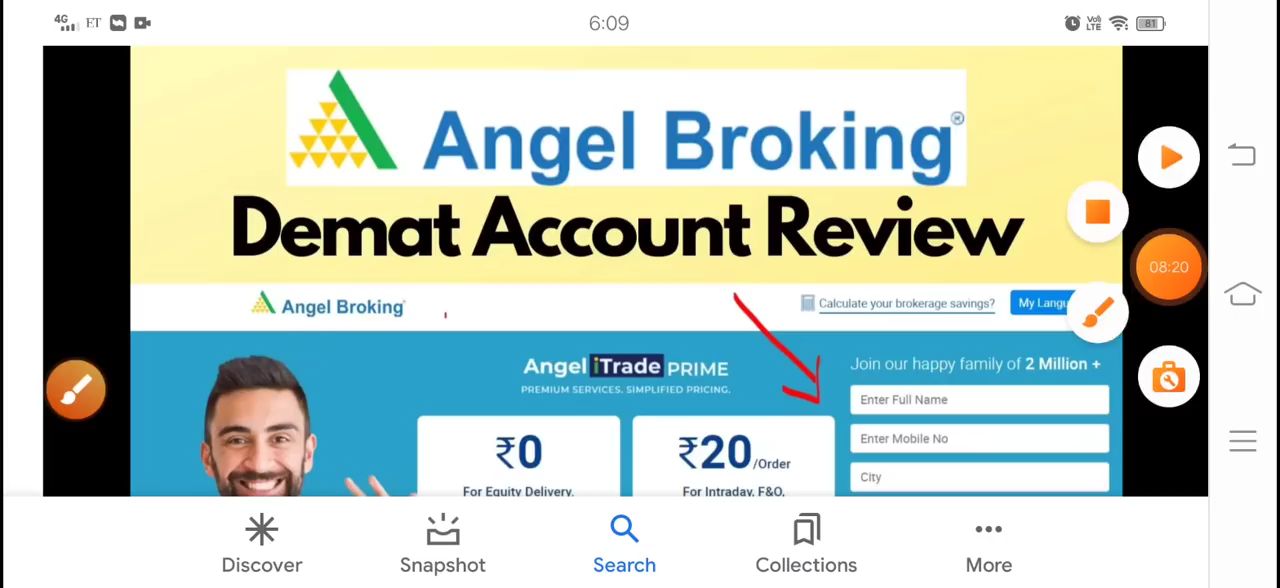 4G ET 6:09 VoI) LTE 81
Angel Broking®
Demat Account Review
Angel Broking Calculate your brokerage savings? My Langu
08:20
Angel iTrade PRIME
PREMIUM SERVICES. SIMPLIFIED PRICING.
Join our happy family of 2 Million +
Enter Full Name
Enter Mobile No
City
₹0
For Equity Delivery,
₹20/Order
For Intraday, F&O,
Discover Snapshot Search Collections More